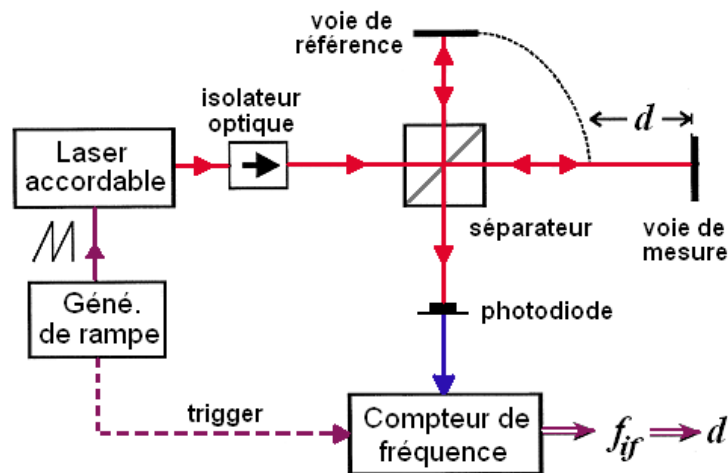 voie de
référence
isolateur
optique
d
Laser
accordable
séparateur
voie de
mesure
Géné.
de rampe
photodiode
trigger
Compteur de
fréquence
f_if
d